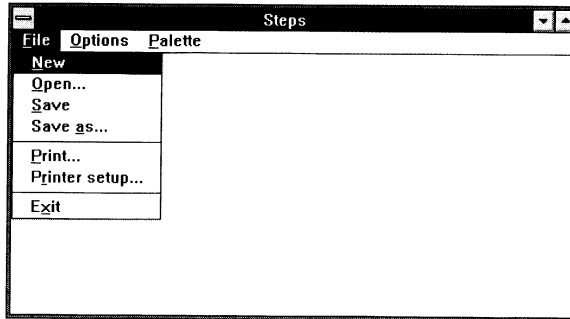 Steps
File Options Palette
New
Open...
Save
Save as...
Print...
Printer setup...
Exit